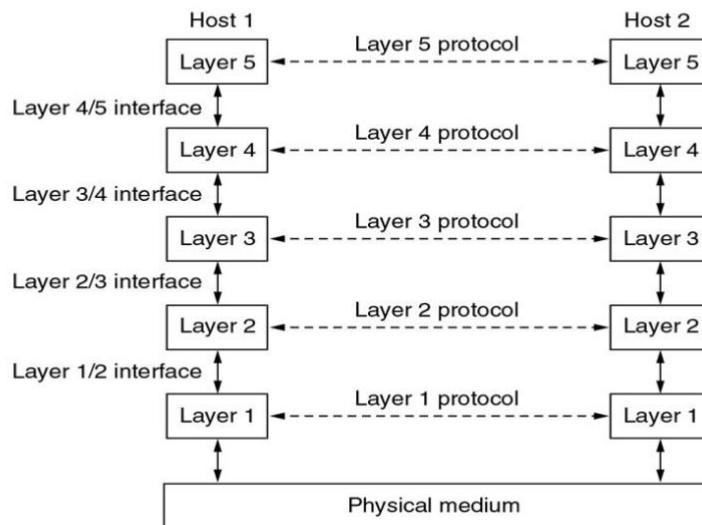 Host 1
Host 2
Layer 5
Layer 5 protocol
Layer 5
Layer 4/5 interface
Layer 4
Layer 4 protocol
Layer 4
Layer 3/4 interface
Layer 3
Layer 3 protocol
Layer 3
Layer 2/3 interface
Layer 2
Layer 2 protocol
Layer 2
Layer 1/2 interface
Layer 1
Layer 1 protocol
Layer 1
Physical medium